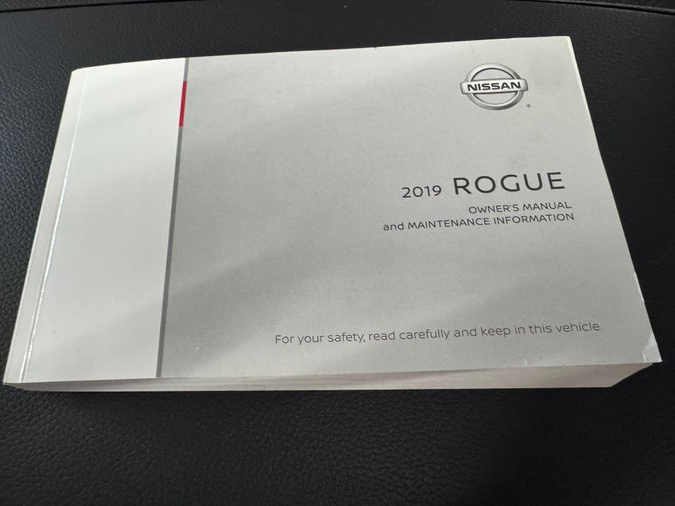 NISSAN
2019 ROGUE
OWNER'S MANUAL
and MAINTENANCE INFORMATION
For your safety, read carefully and keep in this vehicle.